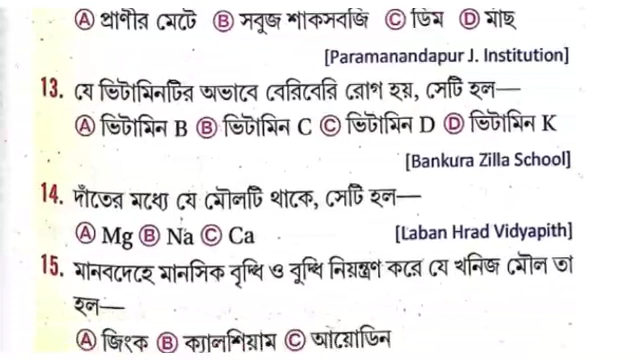 Ⓐ প্রাণীর মেটে Ⓑ সবুজ শাকসবজি Ⓒ ডিম Ⓓ মাছ
[Paramanandapur J. Institution]
13. যে ভিটামিনটির অভাবে বেরিবেরি রোগ হয়, সেটি হল—
Ⓐ ভিটামিন B Ⓑ ভিটামিন C Ⓒ ভিটামিন D Ⓓ ভিটামিন K
[Bankura Zilla School]
14. দাঁতের মধ্যে যে মৌলটি থাকে, সেটি হল—
Ⓐ Mg Ⓑ Na Ⓒ Ca [Laban Hrad Vidyapith]
15. মানবদেহে মানসিক বৃদ্ধি ও বুদ্ধি নিয়ন্ত্রণ করে যে খনিজ মৌল তা
হল—
Ⓐ জিংক Ⓑ ক্যালশিয়াম Ⓒ আয়োডিন